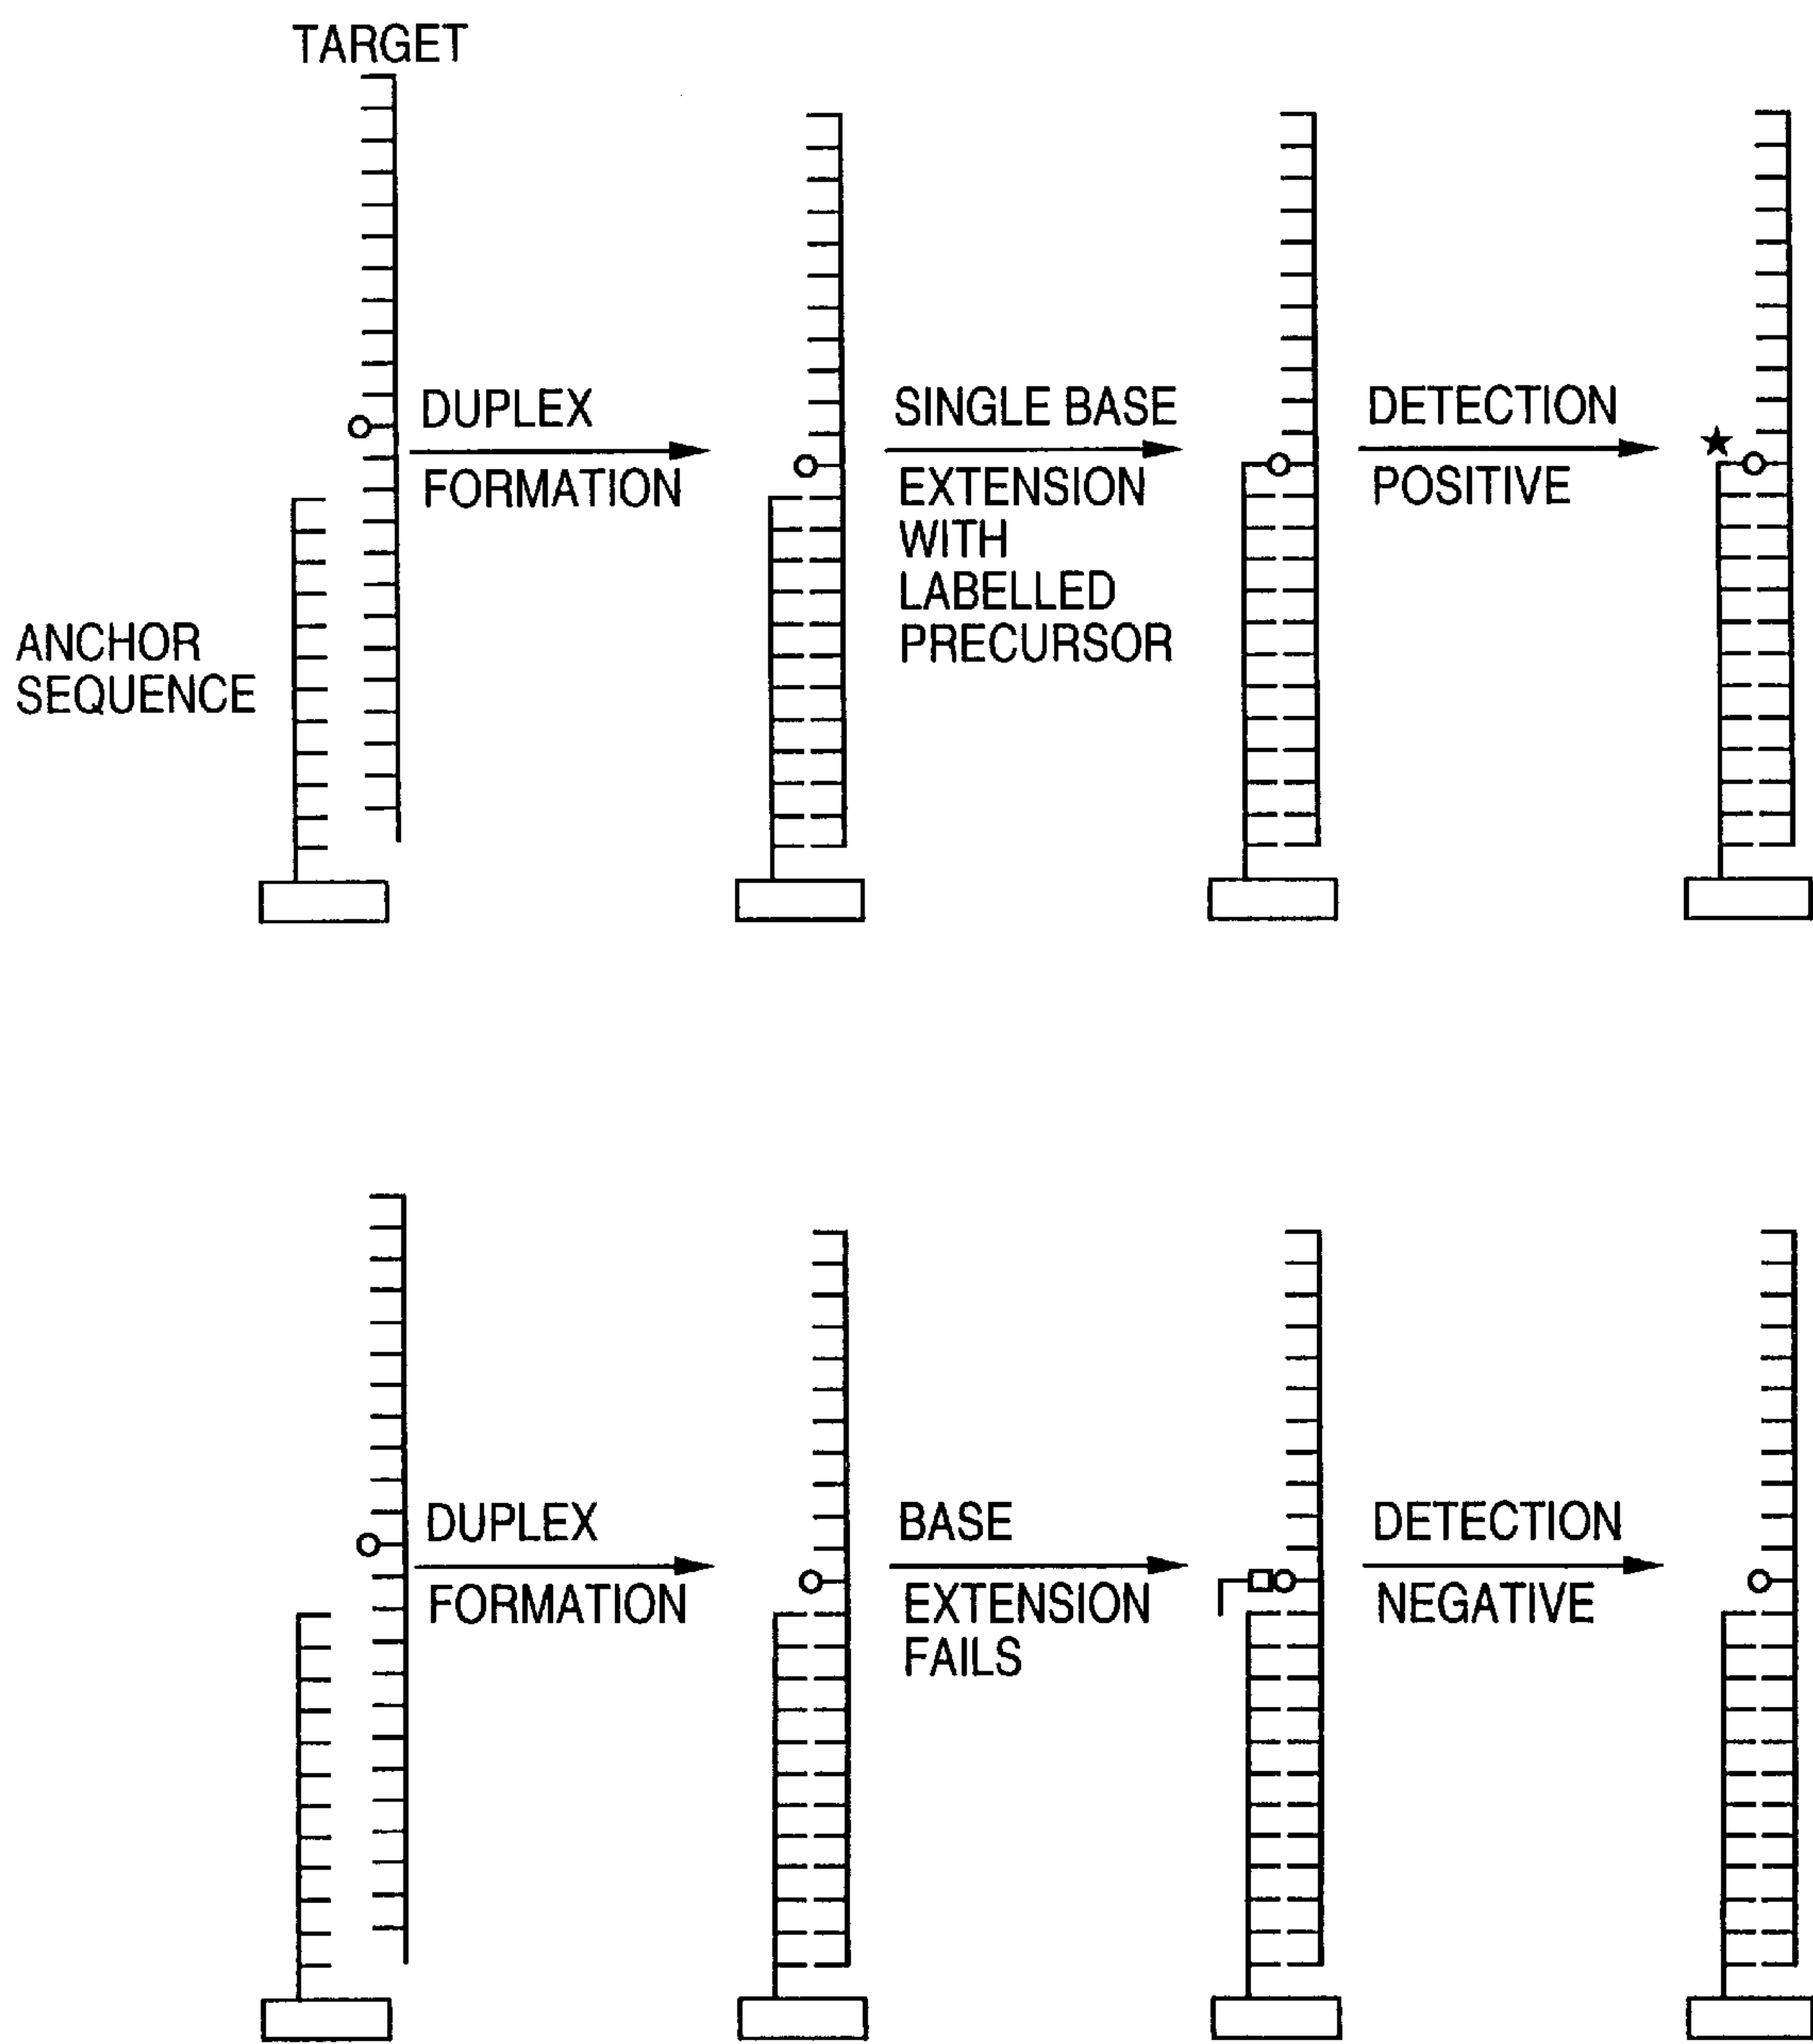 TARGET
ANCHOR
SEQUENCE
DUPLEX
FORMATION
SINGLE BASE
EXTENSION
WITH
LABELLED
PRECURSOR
DETECTION
POSITIVE
DUPLEX
FORMATION
BASE
EXTENSION
FAILS
DETECTION
NEGATIVE